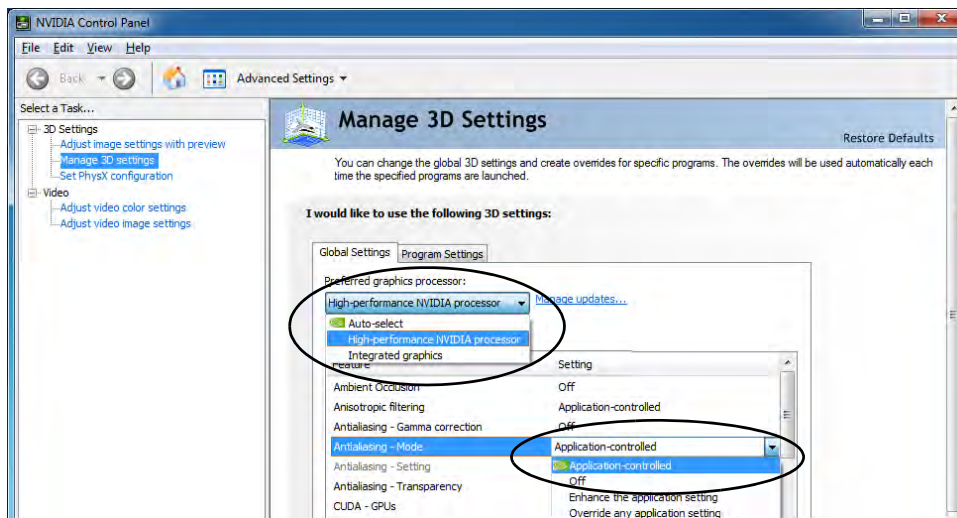 NVIDIA Control Panel
File Edit View Help
Back Advanced Settings
Select a Task...
3D Settings
Adjust image settings with preview
Manage 3D settings
Set PhysX configuration
Video
Adjust video color settings
Adjust video image settings
Manage 3D Settings
Restore Defaults
You can change the global 3D settings and create overrides for specific programs. The overrides will be used automatically each
time the specified programs are launched.
I would like to use the following 3D settings:
Global Settings Program Settings
Preferred graphics processor:
High-performance NVIDIA processor Manage updates...
Auto-select
High-performance NVIDIA processor
Integrated graphics
Feature Setting
Ambient Occlusion Off
Anisotropic filtering Application-controlled
Antialiasing - Gamma correction Off
Antialiasing - Mode Application-controlled
Antialiasing - Setting Application-controlled
Antialiasing - Transparency Off
Enhance the application setting
CUDA - GPUs Override any application setting